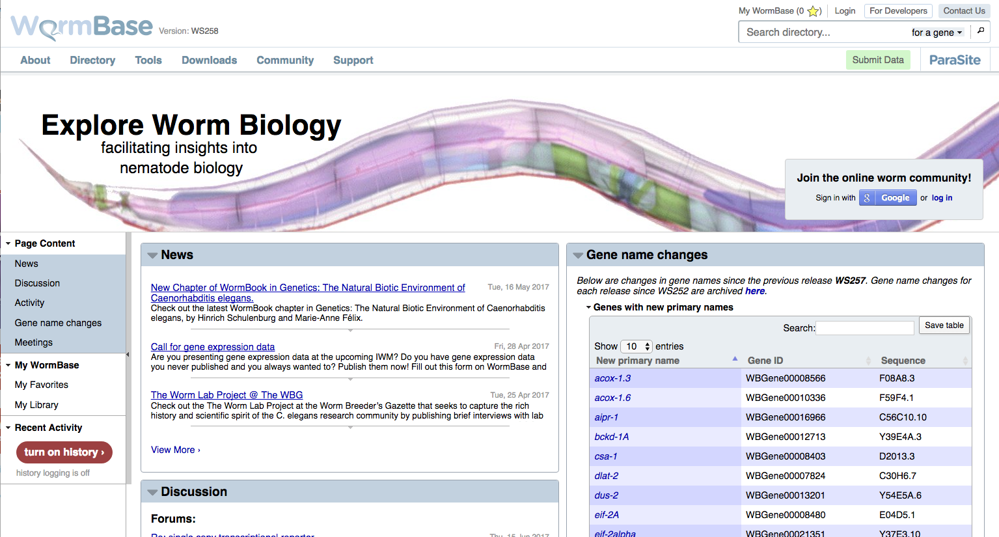 My WormBase (0 ) Login For Developers Contact Us
WormBase Version: WS258
Search directory... for a gene
About Directory Tools Downloads Community Support Submit Data ParaSite
Explore Worm Biology
facilitating insights into
nematode biology
Join the online worm community!
Sign in with 8 Google or log in
Page Content
News
Discussion
Activity
Gene name changes
Meetings
My WormBase
My Favorites
My Library
Recent Activity
turn on history ›
history logging is off
News
New Chapter of WormBook in Genetics: The Natural Biotic Environment of Tue, 16 May 2017
Caenorhabditis elegans.
Check out the latest WormBook chapter in Genetics: The Natural Biotic Environment of Caenorhabditis
elegans, by Hinrich Schulenburg and Marie-Anne Félix.
Call for gene expression data Fri, 28 Apr 2017
Are you presenting gene expression data at the upcoming IWM? Do you have gene expression data
you never published and you always wanted to? Publish them now! Fill out this form on WormBase and
The Worm Lab Project @ The WBG Tue, 25 Apr 2017
Check out the The Worm Lab Project at the Worm Breeder's Gazette that seeks to capture the rich
history and scientific spirit of the C. elegans research community by publishing brief interviews with lab
View More ›
Discussion
Forums:
Re: single copy transcriptional reporter Thu, 15 Jun 2017
Gene name changes
Below are changes in gene names since the previous release WS257. Gene name changes for
each release since WS252 are archived here.
Genes with new primary names
Search: Save table
Show 10 entries
New primary name Gene ID Sequence
acox-1.3 WBGene00008566 F08A8.3
acox-1.6 WBGene00010336 F59F4.1
aipr-1 WBGene00016966 C56C10.10
bckd-1A WBGene00012713 Y39E4A.3
csa-1 WBGene00008403 D2013.3
dlat-2 WBGene00007824 C30H6.7
dus-2 WBGene00013201 Y54E5A.6
eif-2A WBGene00008480 E04D5.1
eif-2alpha WBGene00021351 Y37E3.10